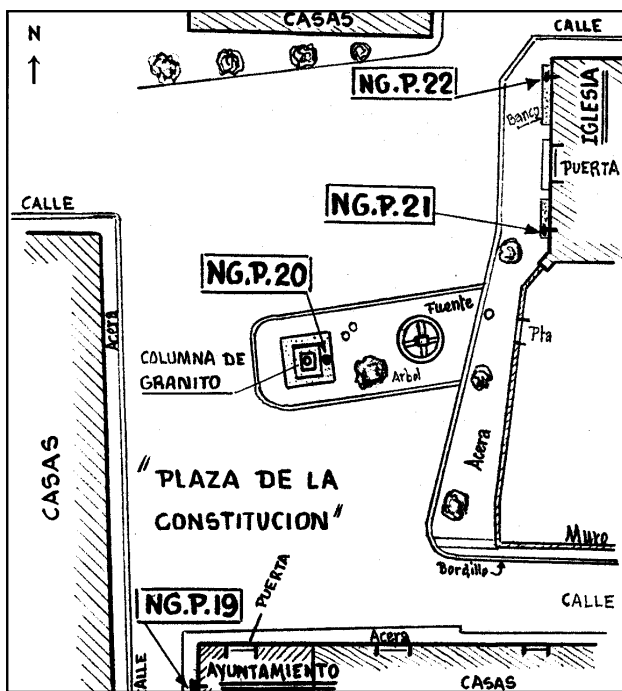 CASAS
CALLE
N
NG.P.22
Banco
IGLESIA
PUERTA
CALLE
NG.P.21
NG.P.20
Fuente
Acera
Pta
COLUMNA DE
GRANITO
Arbol
CASAS
"PLAZA DE LA
CONSTITUCION"
Acera
Muro
Bordillo
PUERTA
NG.P.19
CALLE
Acera
CALLE
AYUNTAMIENTO
CASAS